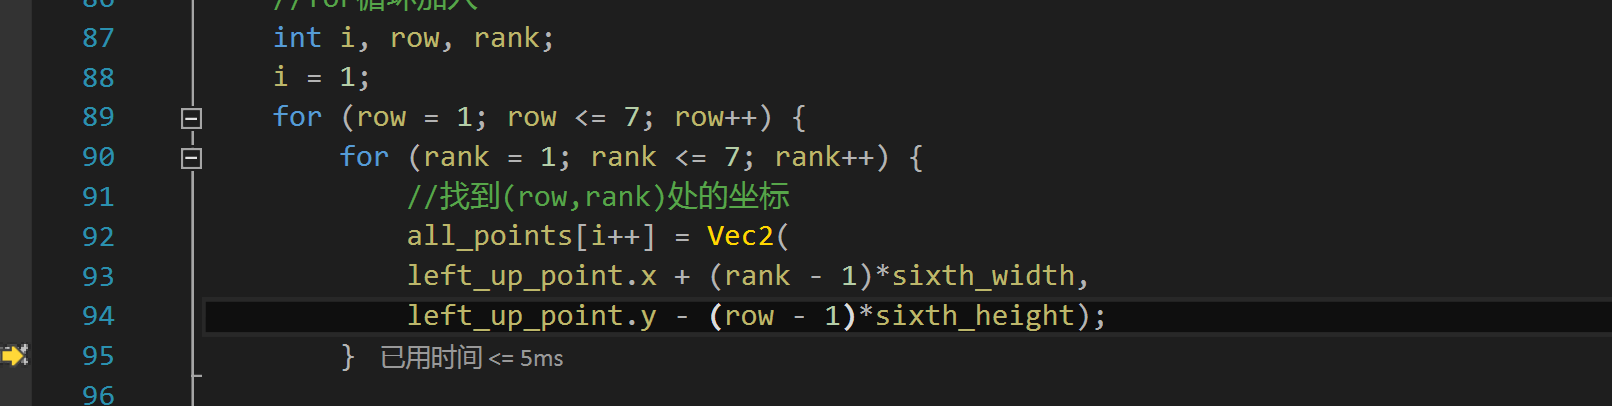 86 //for循环加入
87 int i, row, rank;
88 i = 1;
89 for (row = 1; row <= 7; row++) {
90 for (rank = 1; rank <= 7; rank++) {
91 //找到(row,rank)处的坐标
92 all_points[i++] = Vec2(
93 left_up_point.x + (rank - 1)*sixth_width,
94 left_up_point.y - (row - 1)*sixth_height);
95 } 已用时间 <= 5ms
96